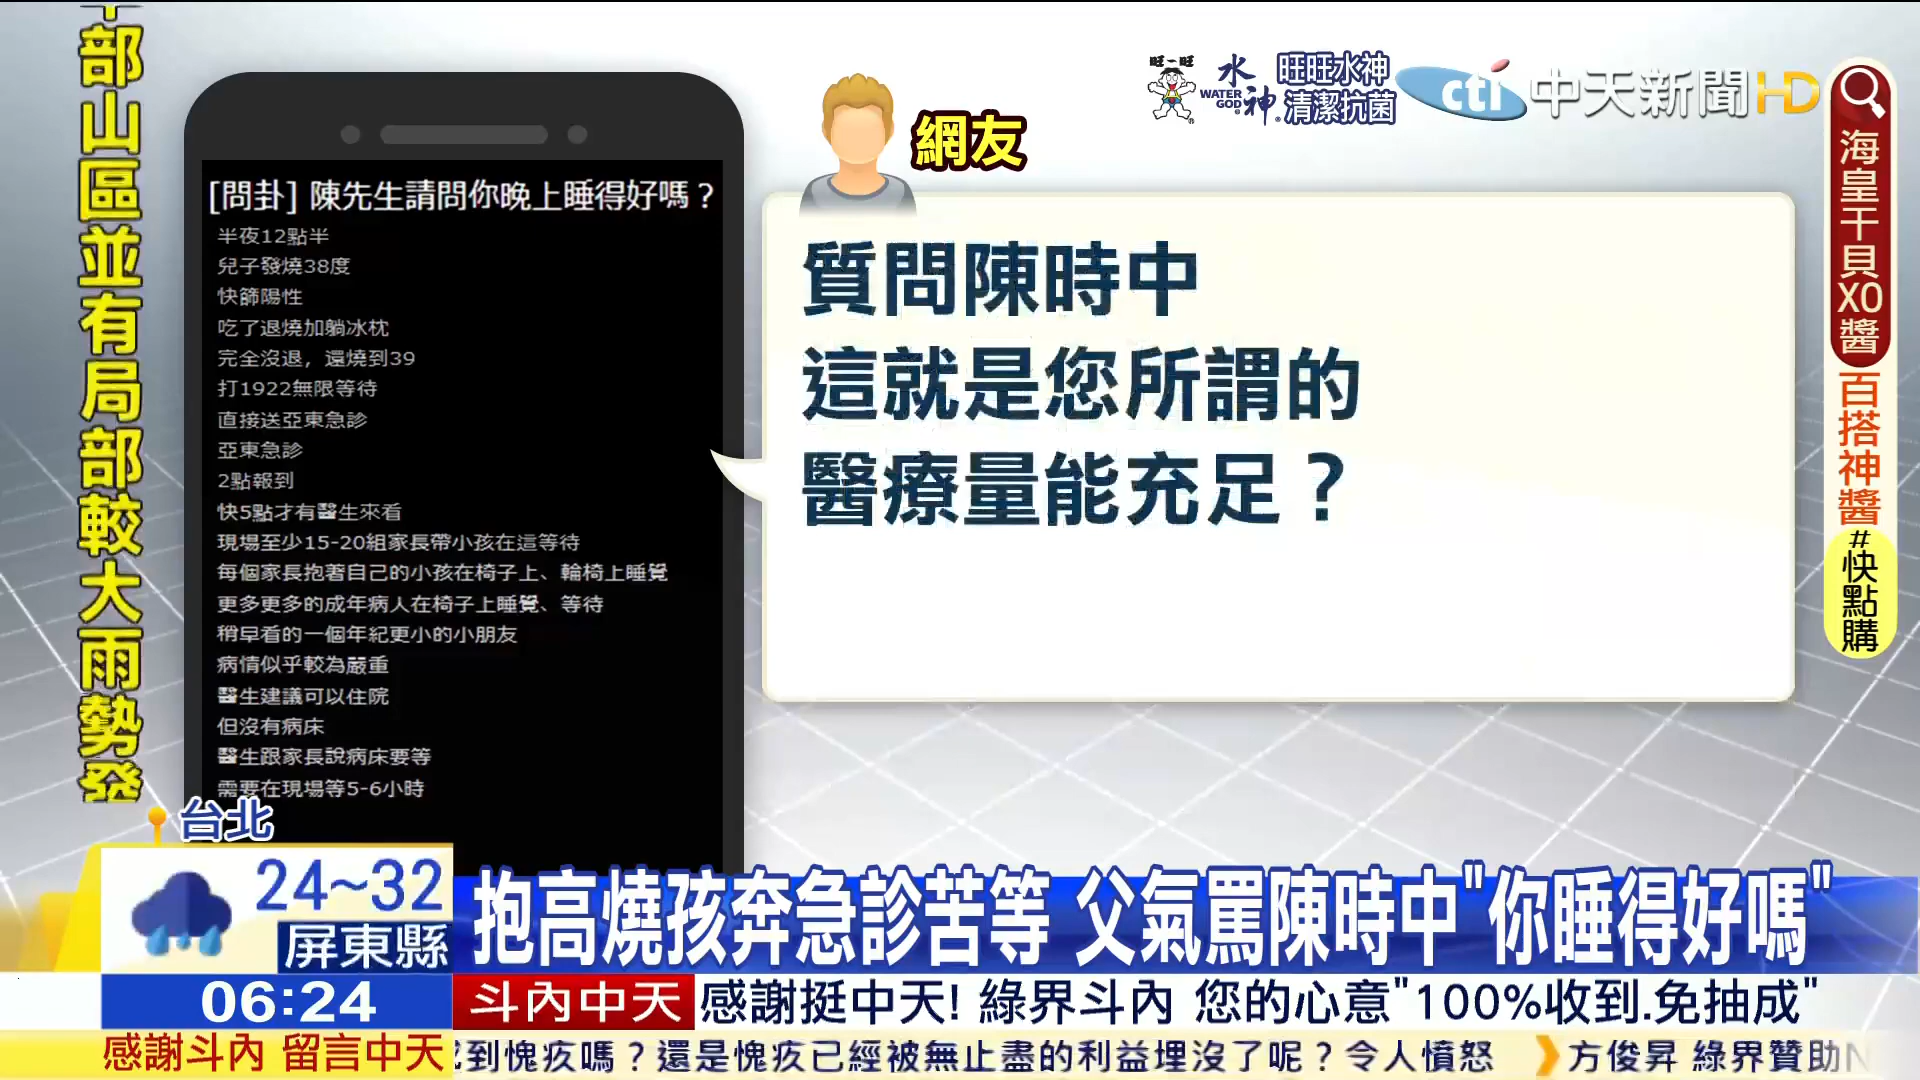 部山區並有局部較大雨勢發
旺一旺
水神
WATER GOD
旺旺水神
清潔抗菌
cti 中天新聞HD
海皇干貝XO醬
百搭神醬
#快點購
網友
[問卦] 陳先生請問你晚上睡得好嗎？
半夜12點半
兒子發燒38度
快篩陽性
吃了退燒加躺冰枕
完全沒退，還燒到39
打1922無限等待
直接送亞東急診
亞東急診
2點報到
快5點才有醫生來看
現場至少15-20組家長帶小孩在這等待
每個家長抱著自己的小孩在椅子上、輪椅上睡覺
更多更多的成年病人在椅子上睡覺、等待
稍早看的一個年紀更小的小朋友
病情似乎較為嚴重
醫生建議可以住院
但沒有病床
醫生跟家長說病床要等
需要在現場等5-6小時
質問陳時中
這就是您所謂的
醫療量能充足？
台北
24~32
屏東縣
抱高燒孩奔急診苦等 父氣罵陳時中"你睡得好嗎"
06:24
斗內中天 感謝挺中天! 綠界斗內 您的心意"100%收到.免抽成"
感謝斗內 留言中天
到愧疚嗎？還是愧疚已經被無止盡的利益埋沒了呢？令人憤怒 方俊昇 綠界贊助N